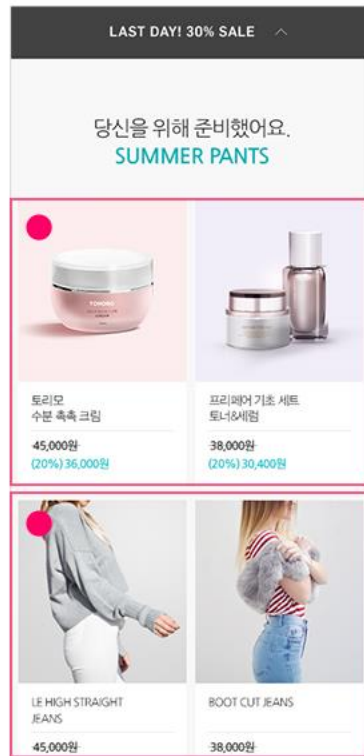 LAST DAY! 30% SALE
당신을 위해 준비했어요.
SUMMER PANTS
토리모
수분 촉촉 크림
45,000원
(20%) 36,000원
프리페어 기초 세트
토너&세럼
38,000원
(20%) 30,400원
LE HIGH STRAIGHT
JEANS
45,000원
BOOT CUT JEANS
38,000원